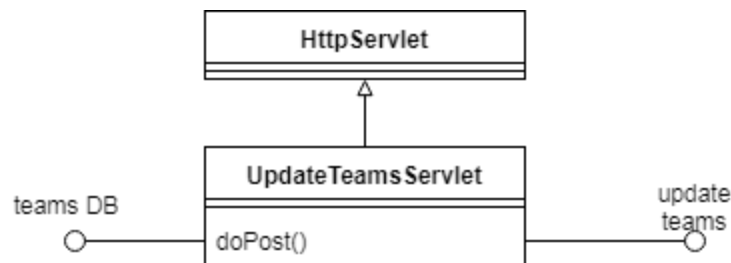 HttpServlet
UpdateTeamsServlet
teams DB
update
teams
doPost()